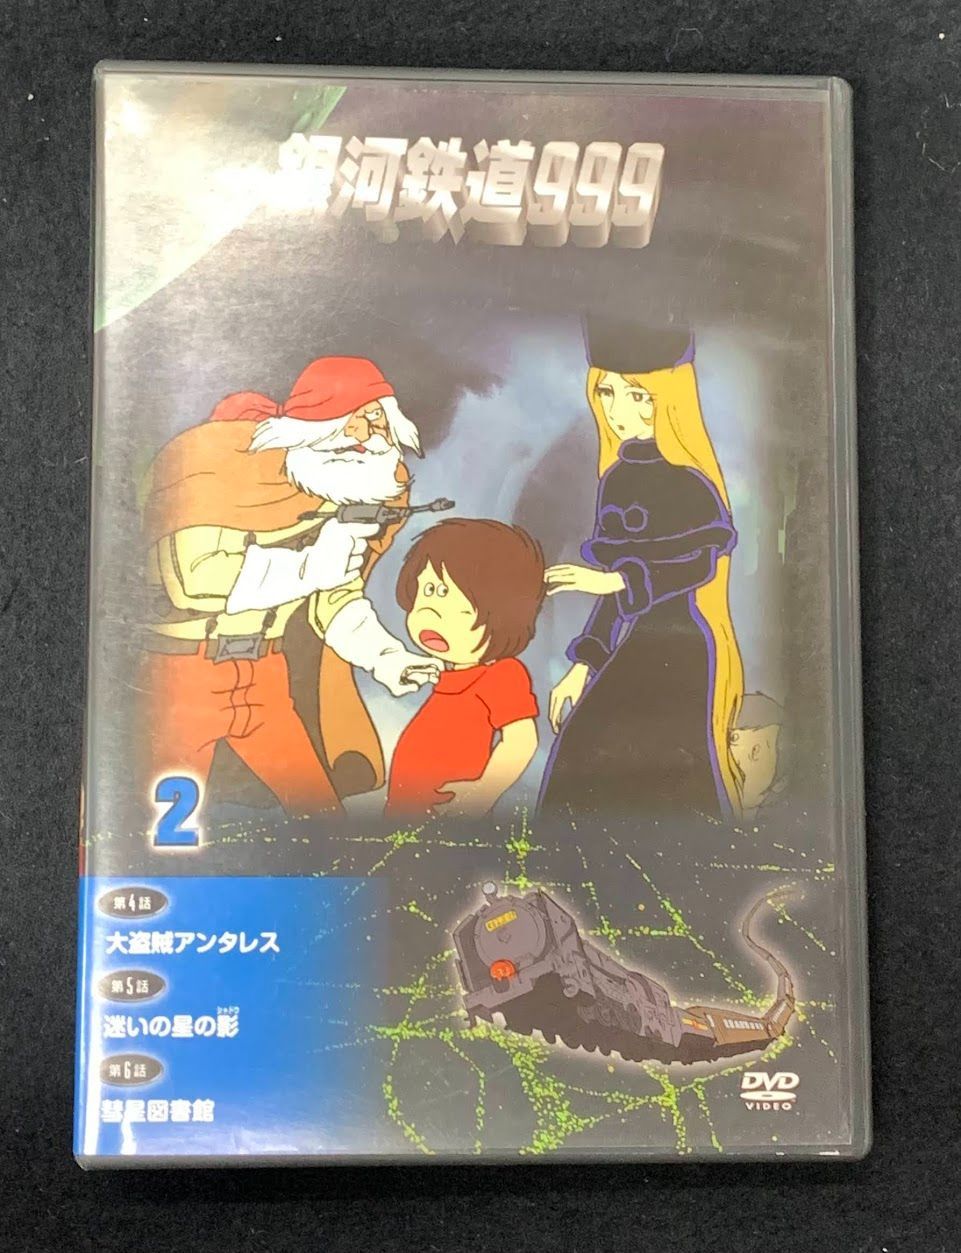 銀河鉄道999
2
第4話
大盗賊アンタレス
第5話
迷いの星の影
シャドウ
第6話
彗星図書館
DVD
VIDEO